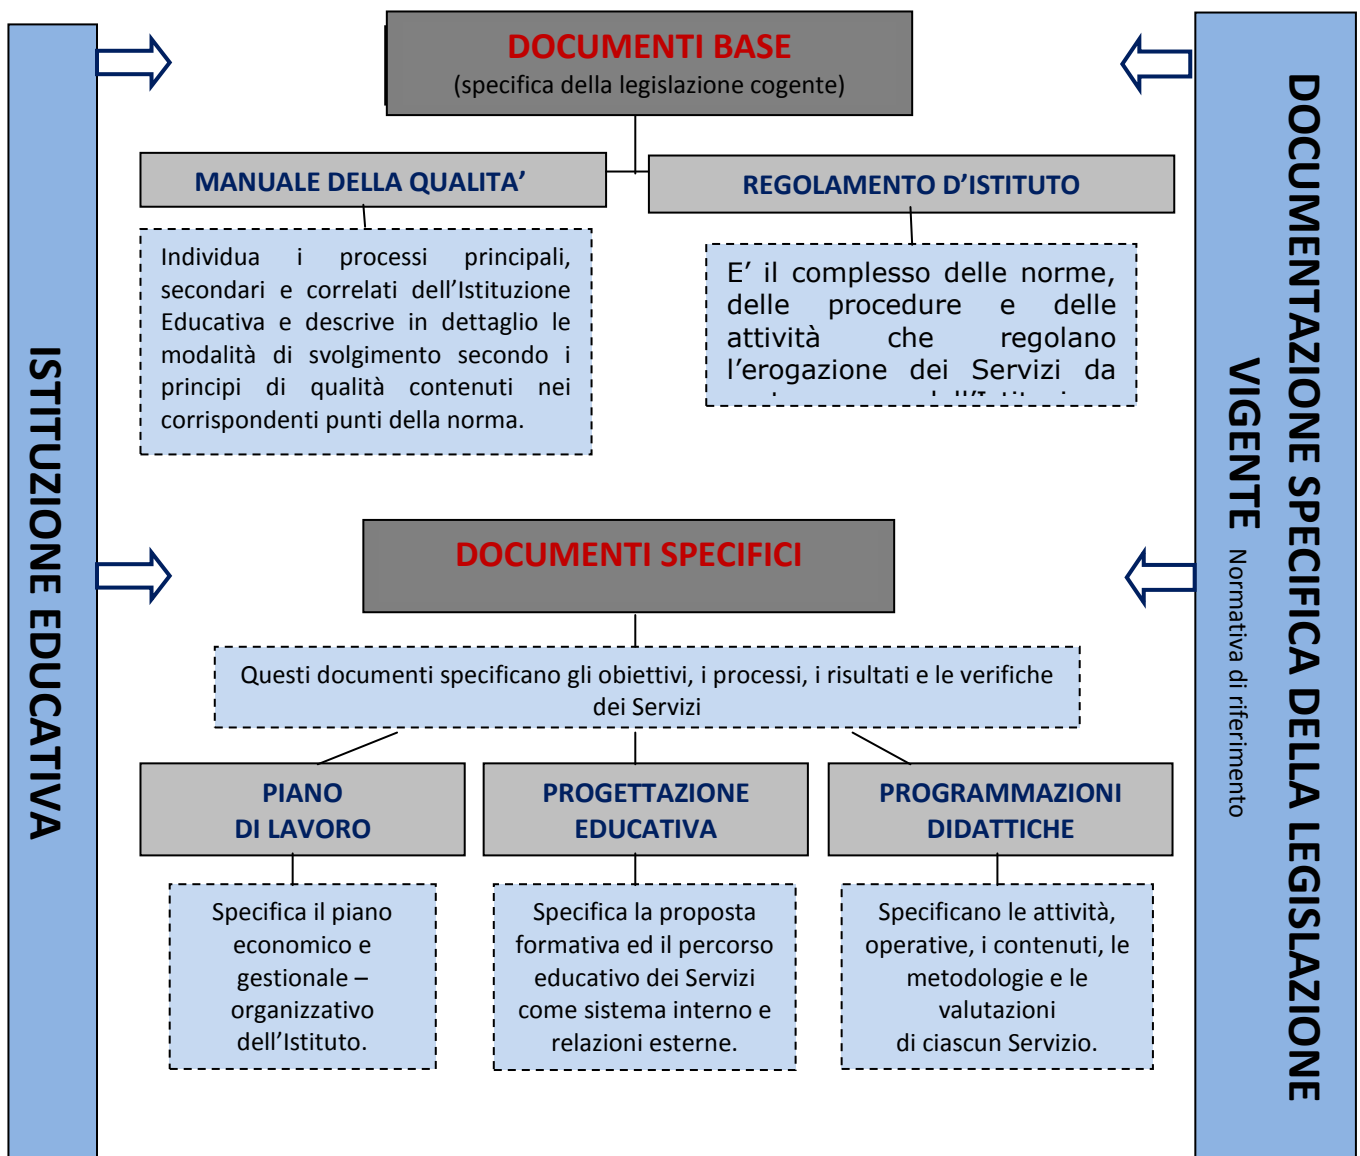 DOCUMENTI BASE
(specifica della legislazione cogente)
MANUALE DELLA QUALITA’
REGOLAMENTO D’ISTITUTO
Individua i processi principali,
secondari e correlati dell’Istituzione
Educativa e descrive in dettaglio le
modalità di svolgimento secondo i
principi di qualità contenuti nei
corrispondenti punti della norma.
E’ il complesso delle norme,
delle procedure e delle
attività che regolano
l’erogazione dei Servizi da
ISTITUZIONE EDUCATIVA
DOCUMENTAZIONE SPECIFICA DELLA LEGISLAZIONE
VIGENTE Normativa di riferimento
DOCUMENTI SPECIFICI
Questi documenti specificano gli obiettivi, i processi, i risultati e le verifiche
dei Servizi
PIANO
DI LAVORO
PROGETTAZIONE
EDUCATIVA
PROGRAMMAZIONI
DIDATTICHE
Specifica il piano
economico e
gestionale –
organizzativo
dell’Istituto.
Specifica la proposta
formativa ed il percorso
educativo dei Servizi
come sistema interno e
relazioni esterne.
Specificano le attività,
operative, i contenuti, le
metodologie e le
valutazioni
di ciascun Servizio.